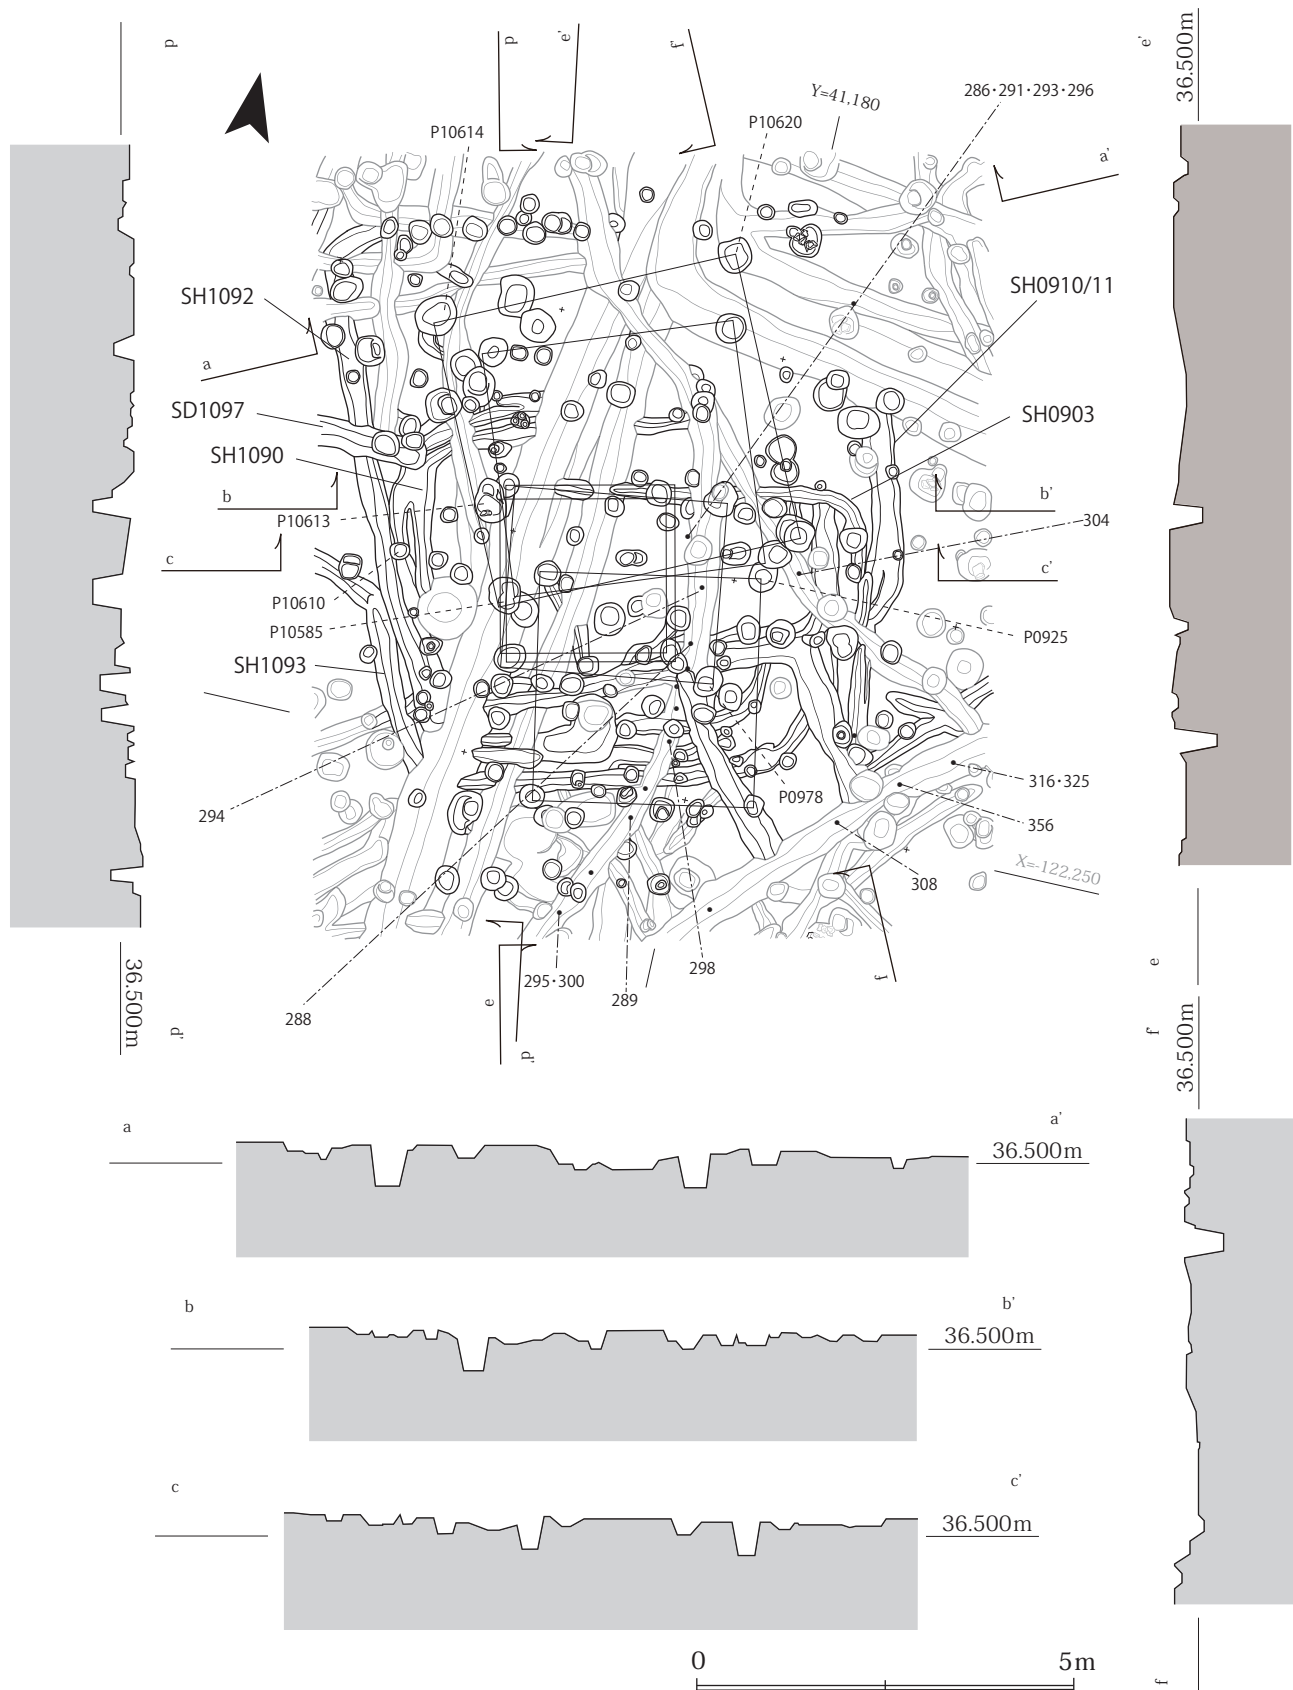 d
d
e'
f'
e'
36.500m
Y=41,180
286・291・293・296
P10614
P10620
a'
SH1092
SH0910/11
a
SD1097
SH0903
SH1090
b
b'
P10613
304
c
c'
P10610
P10585
P0925
SH1093
294
P0978
316・325
356
308
X=-122,250
36.500m
d'
288
e
d'
295・300
289
298
f
e
f'
36.500m
a
a'
36.500m
b
b'
36.500m
c
c'
36.500m
0
5m
f